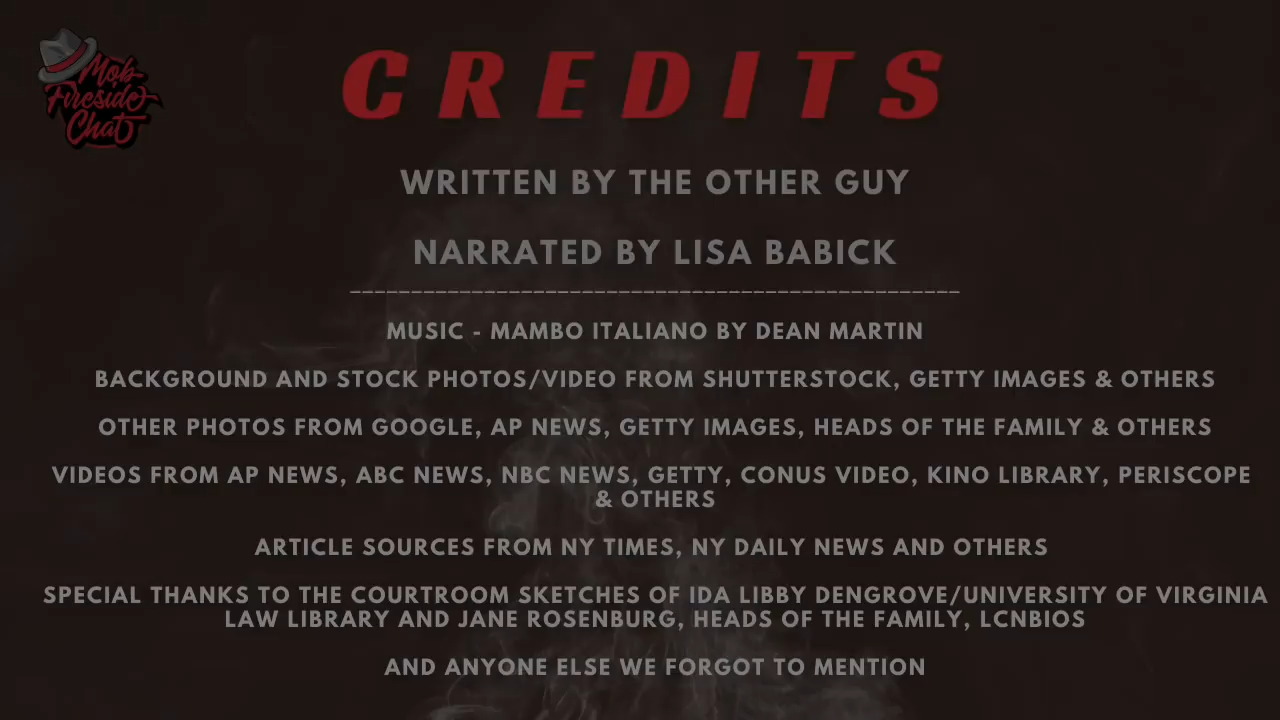 Mob
Fireside
Chat
CREDITS
WRITTEN BY THE OTHER GUY
NARRATED BY LISA BABICK
MUSIC - MAMBO ITALIANO BY DEAN MARTIN
BACKGROUND AND STOCK PHOTOS/VIDEO FROM SHUTTERSTOCK, GETTY IMAGES & OTHERS
OTHER PHOTOS FROM GOOGLE, AP NEWS, GETTY IMAGES, HEADS OF THE FAMILY & OTHERS
VIDEOS FROM AP NEWS, ABC NEWS, NBC NEWS, GETTY, CONUS VIDEO, KINO LIBRARY, PERISCOPE
& OTHERS
ARTICLE SOURCES FROM NY TIMES, NY DAILY NEWS AND OTHERS
SPECIAL THANKS TO THE COURTROOM SKETCHES OF IDA LIBBY DENGROVE/UNIVERSITY OF VIRGINIA
LAW LIBRARY AND JANE ROSENBURG, HEADS OF THE FAMILY, LCNBIOS
AND ANYONE ELSE WE FORGOT TO MENTION